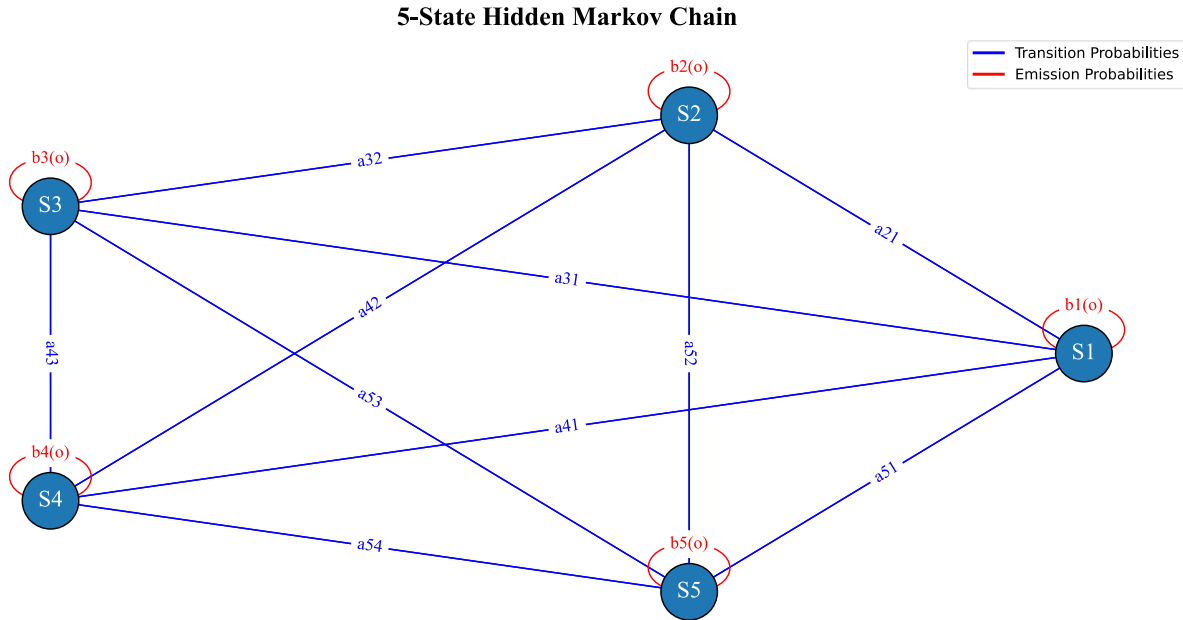 5-State Hidden Markov Chain
Transition Probabilities
Emission Probabilities
b2(o)
S2
b3(o)
a32
S3
a21
a31
b1(o)
a42
a43
a52
S1
a53
a41
b4(o)
a51
S4
a54
b5(o)
S5